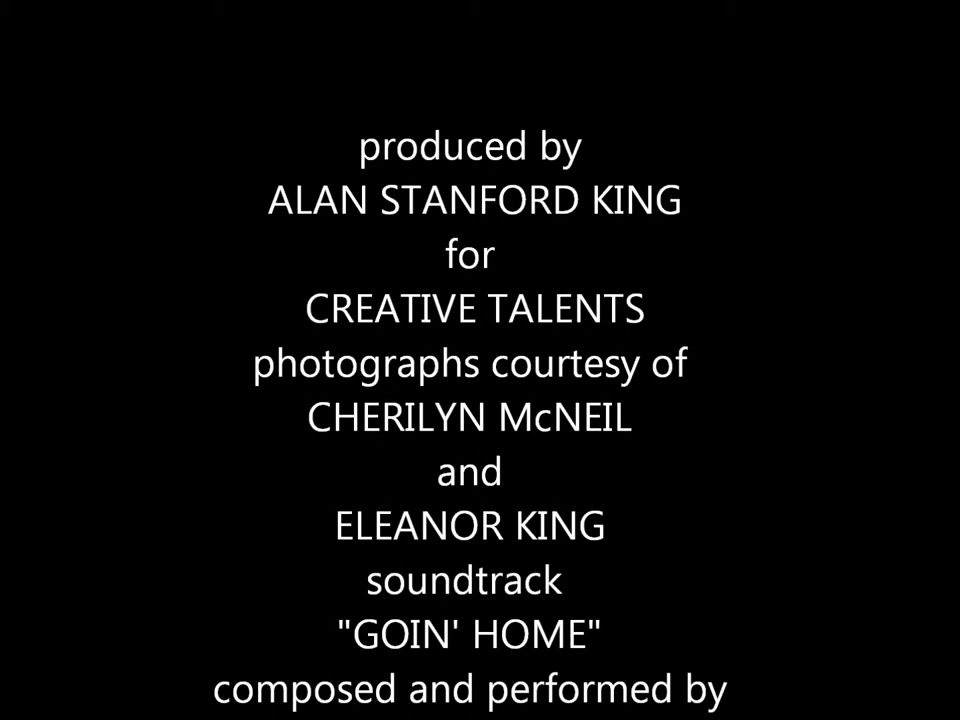 produced by
ALAN STANFORD KING
for
CREATIVE TALENTS
photographs courtesy of
CHERILYN McNEIL
and
ELEANOR KING
soundtrack
"GOIN' HOME"
composed and performed by